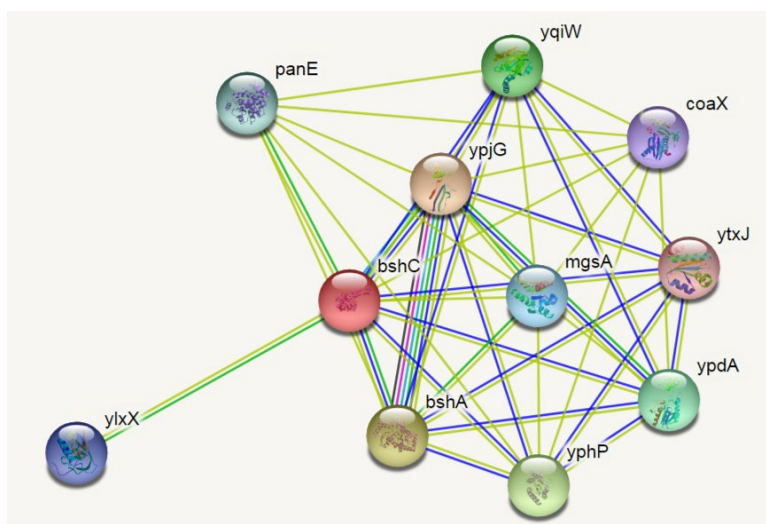 yqiW
panE
coaX
ypjG
ytxJ
bshC
mgsA
ypdA
bshA
ylxX
yphP